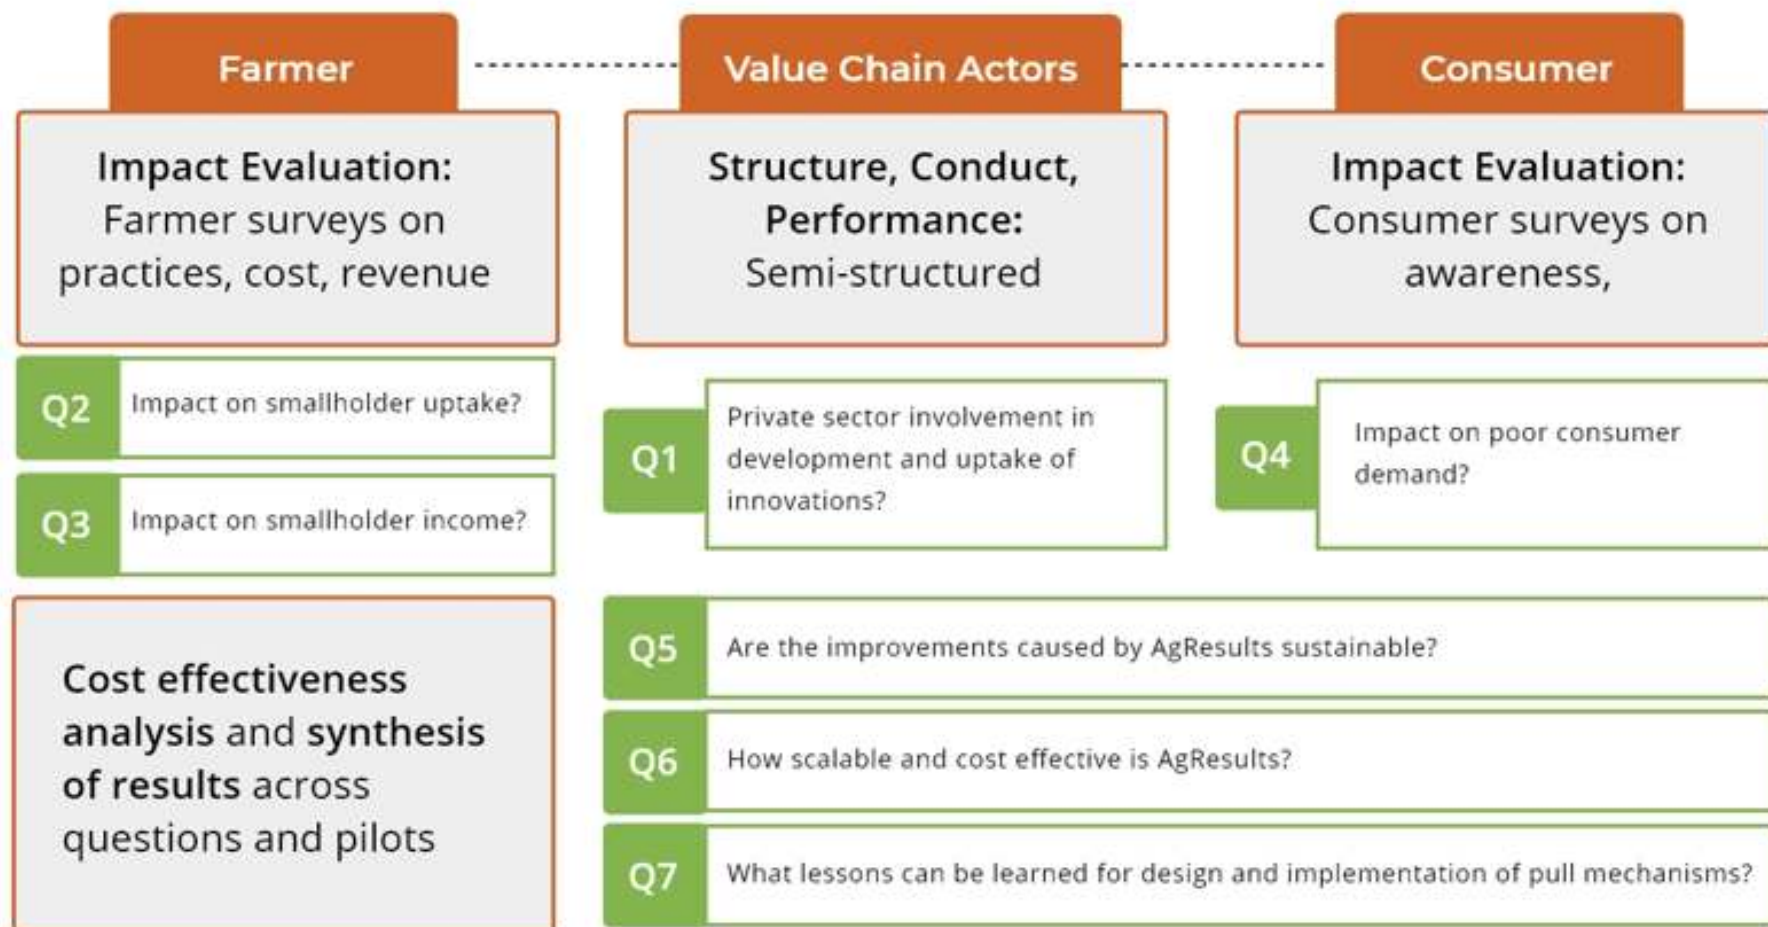 Farmer
Value Chain Actors
Consumer
Impact Evaluation:
Farmer surveys on
practices, cost, revenue
Structure, Conduct,
Performance:
Semi-structured
Impact Evaluation:
Consumer surveys on
awareness,
Q2
Impact on smallholder uptake?
Q3
Impact on smallholder income?
Q1
Private sector involvement in
development and uptake of
innovations?
Q4
Impact on poor consumer
demand?
Cost effectiveness
analysis and synthesis
of results across
questions and pilots
Q5
Are the improvements caused by AgResults sustainable?
Q6
How scalable and cost effective is AgResults?
Q7
What lessons can be learned for design and implementation of pull mechanisms?